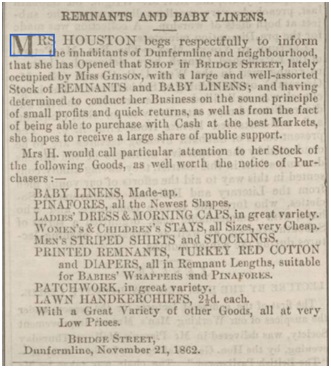 REMNANTS AND BABY LINENS.
MRS HOUSTON begs respectfully to inform
the inhabitants of Dunfermline and neighbourhood,
that she has Opened that SHOP IN BRIDGE STREET, lately
occupied by Miss GIBSON, with a large and well-assorted
Stock of REMNANTS and BABY LINENS; and having
determined to conduct her Business on the sound principle
of small profits and quick returns, as well as from the fact
of being able to purchase with Cash at the best Markets,
she hopes to receive a large share of public support.
Mrs H. would call particular attention to her Stock of
the following Goods, as well worth the notice of Pur-
chasers:—
BABY LINENS, Made-up.
PINAFORES, all the Newest Shapes.
LADIES' DRESS & MORNING CAPS, in great variety.
WOMEN'S & CHILDREN'S STAYS, all Sizes, very Cheap.
MEN'S STRIPED SHIRTS and STOCKINGS.
PRINTED REMNANTS, TURKEY RED COTTON
and DIAPERS, all in Remnant Lengths, suitable
for BABIES' WRAPPERS and PINAFORES.
PATCHWORK, in great variety.
LAWN HANDKERCHIEFS, 2½d. each.
With a Great Variety of other Goods, all at very
Low Prices.
BRIDGE STREET,
Dunfermline, November 21, 1862.